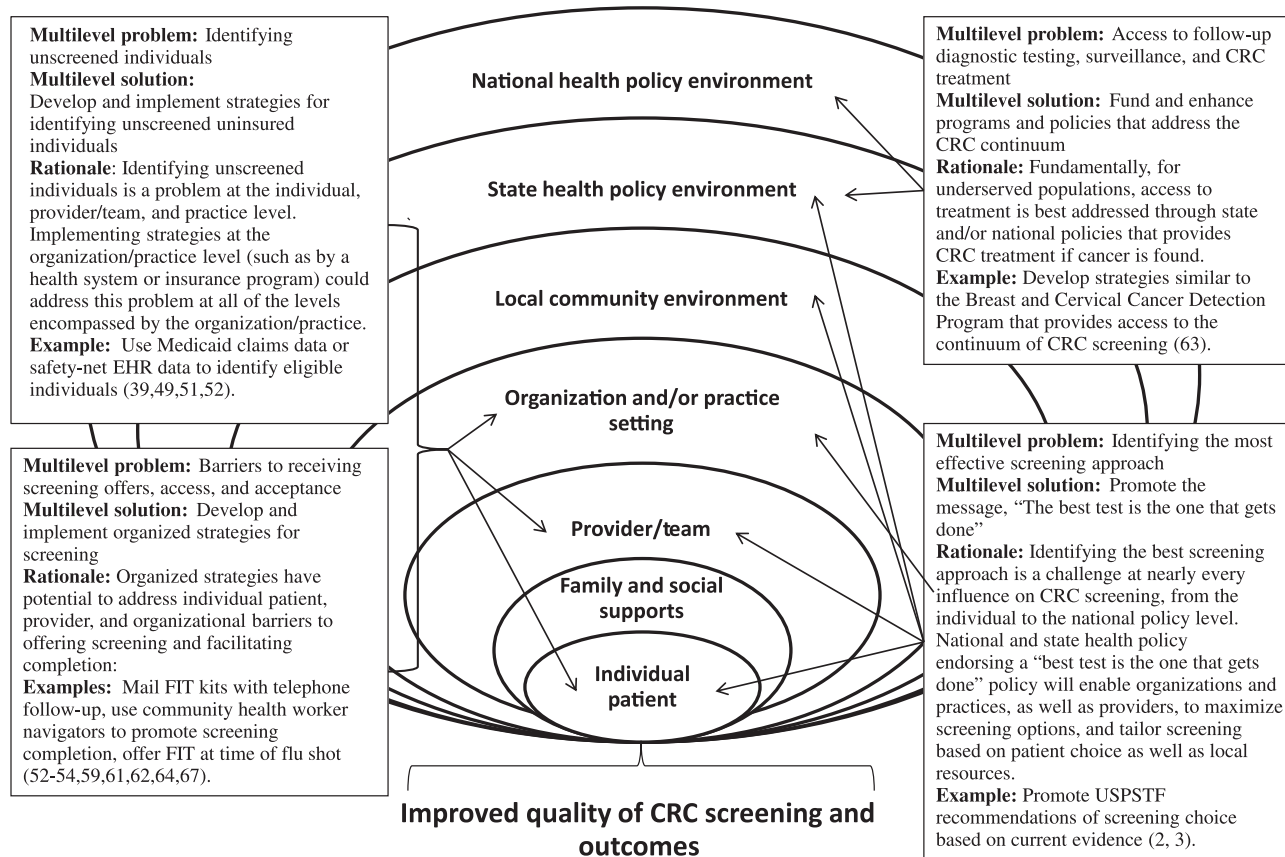 Multilevel problem: Identifying
unscreened individuals
Multilevel solution:
Develop and implement strategies for
identifying unscreened uninsured
individuals
Rationale: Identifying unscreened
individuals is a problem at the individual,
provider/team, and practice level.
Implementing strategies at the
organization/practice level (such as by a
health system or insurance program) could
address this problem at all of the levels
encompassed by the organization/practice.
Example: Use Medicaid claims data or
safety-net EHR data to identify eligible
individuals (39,49,51,52).
Multilevel problem: Barriers to receiving
screening offers, access, and acceptance
Multilevel solution: Develop and
implement organized strategies for
screening
Rationale: Organized strategies have
potential to address individual patient,
provider, and organizational barriers to
offering screening and facilitating
completion:
Examples: Mail FIT kits with telephone
follow-up, use community health worker
navigators to promote screening
completion, offer FIT at time of flu shot
(52-54,59,61,62,64,67).
National health policy environment
State health policy environment
Local community environment
Organization and/or practice
setting
Provider/team
Family and social
supports
Individual
patient
Improved quality of CRC screening and
outcomes
Multilevel problem: Access to follow-up
diagnostic testing, surveillance, and CRC
treatment
Multilevel solution: Fund and enhance
programs and policies that address the
CRC continuum
Rationale: Fundamentally, for
underserved populations, access to
treatment is best addressed through state
and/or national policies that provides
CRC treatment if cancer is found.
Example: Develop strategies similar to
the Breast and Cervical Cancer Detection
Program that provides access to the
continuum of CRC screening (63).
Multilevel problem: Identifying the most
effective screening approach
Multilevel solution: Promote the
message, “The best test is the one that gets
done”
Rationale: Identifying the best screening
approach is a challenge at nearly every
influence on CRC screening, from the
individual to the national policy level.
National and state health policy
endorsing a “best test is the one that gets
done” policy will enable organizations and
practices, as well as providers, to maximize
screening options, and tailor screening
based on patient choice as well as local
resources.
Example: Promote USPSTF
recommendations of screening choice
based on current evidence (2, 3).